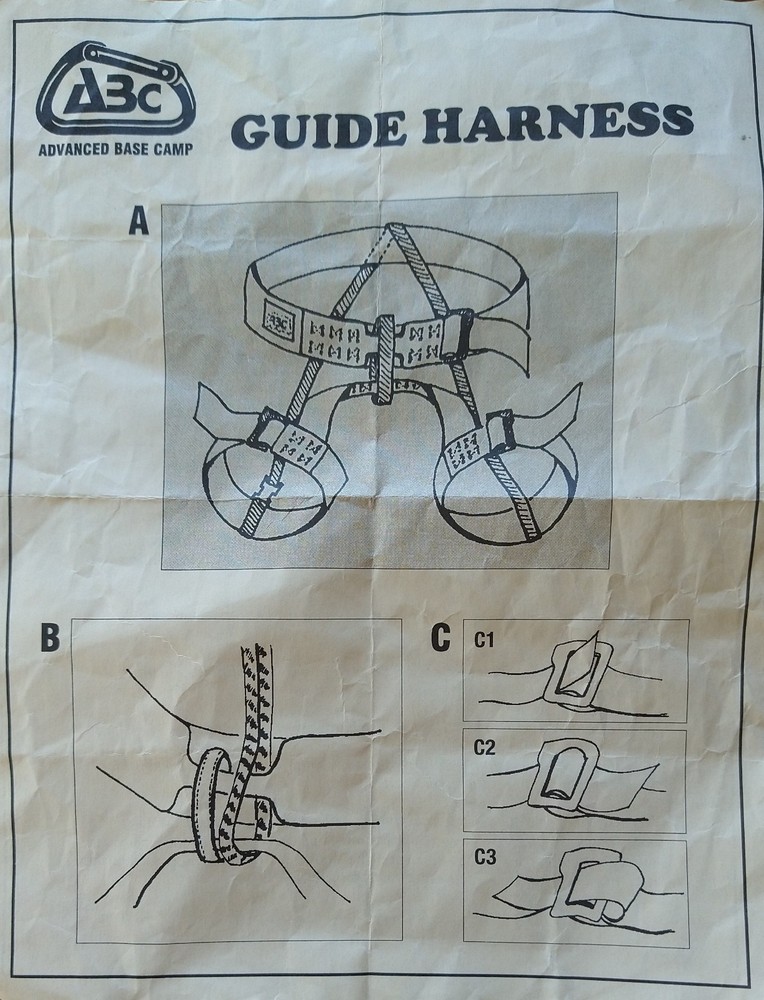 ABC
ADVANCED BASE CAMP
GUIDE HARNESS
A
ABC
B
C
C1
C2
C3